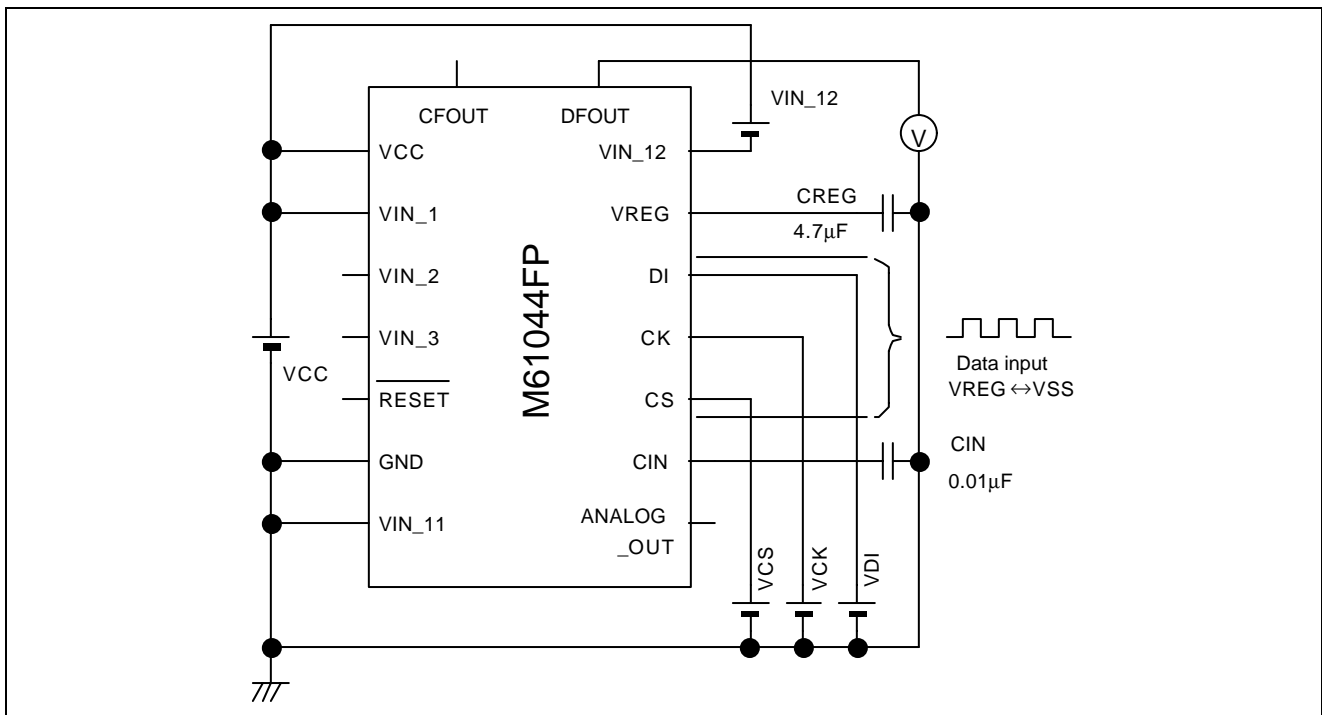 CFOUT
DFOUT
VIN_12
V
VCC
VIN_12
VIN_1
VREG
CREG
4.7μF
VIN_2
DI
M61044FP
VIN_3
CK
Data input
VREG↔VSS
VCC
RESET
CS
GND
CIN
CIN
0.01μF
VIN_11
ANALOG
_OUT
VCS
VCK
VDI